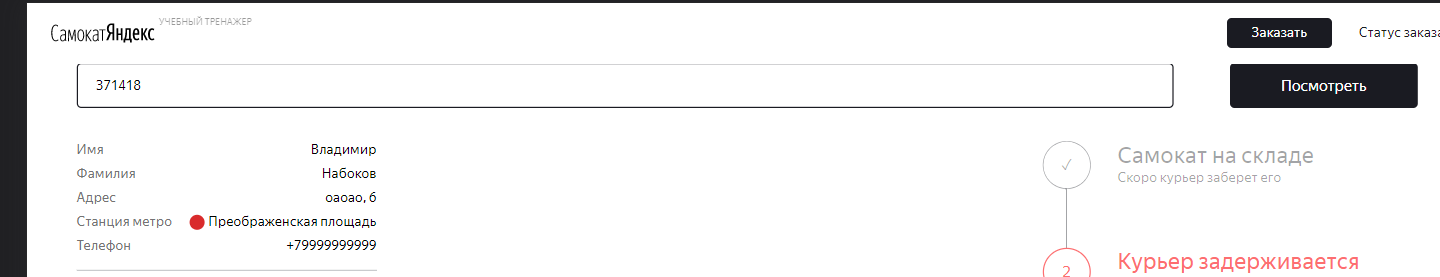 СамокатЯндекс
УЧЕБНЫЙ ТРЕНАЖЕР
Заказать
Статус заказа
371418
Посмотреть
Имя Владимир
Фамилия Набоков
Адрес оаоао, 6
Станция метро Преображенская площадь
Телефон +79999999999
✓
Самокат на складе
Скоро курьер заберет его
2
Курьер задерживается